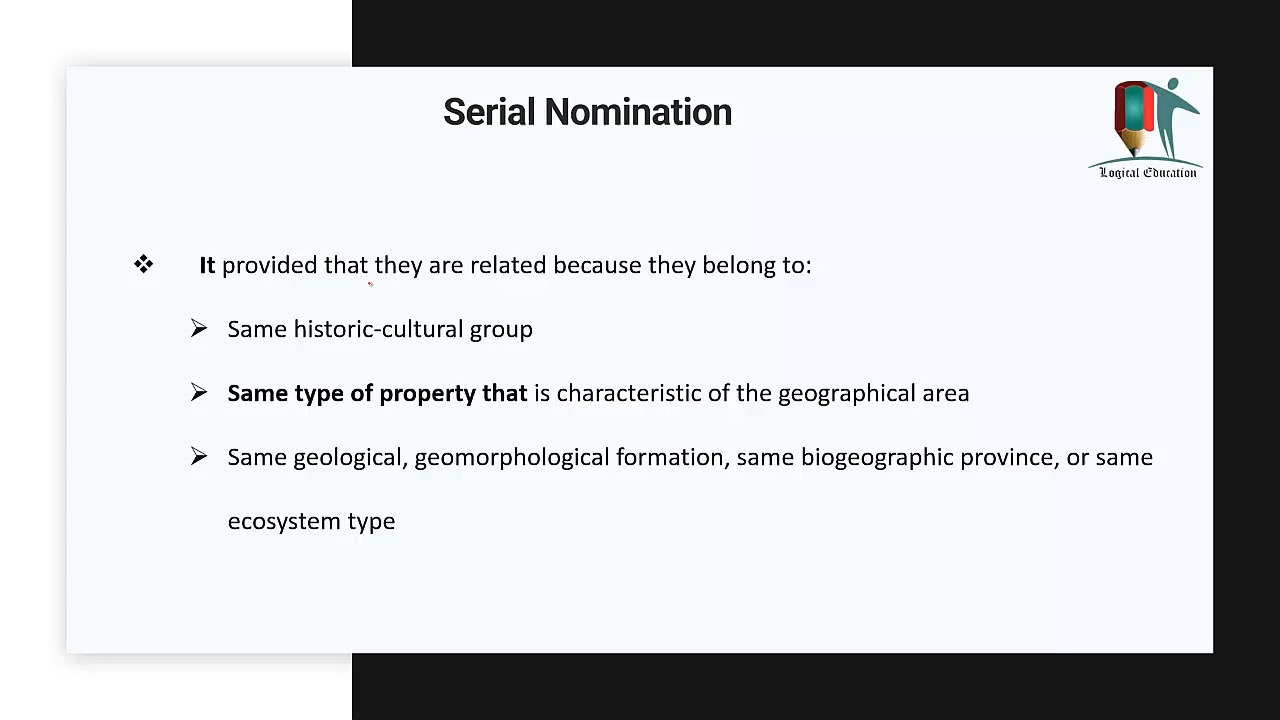 Serial Nomination
Logical Education
It provided that they are related because they belong to:
Same historic-cultural group
Same type of property that is characteristic of the geographical area
Same geological, geomorphological formation, same biogeographic province, or same
ecosystem type